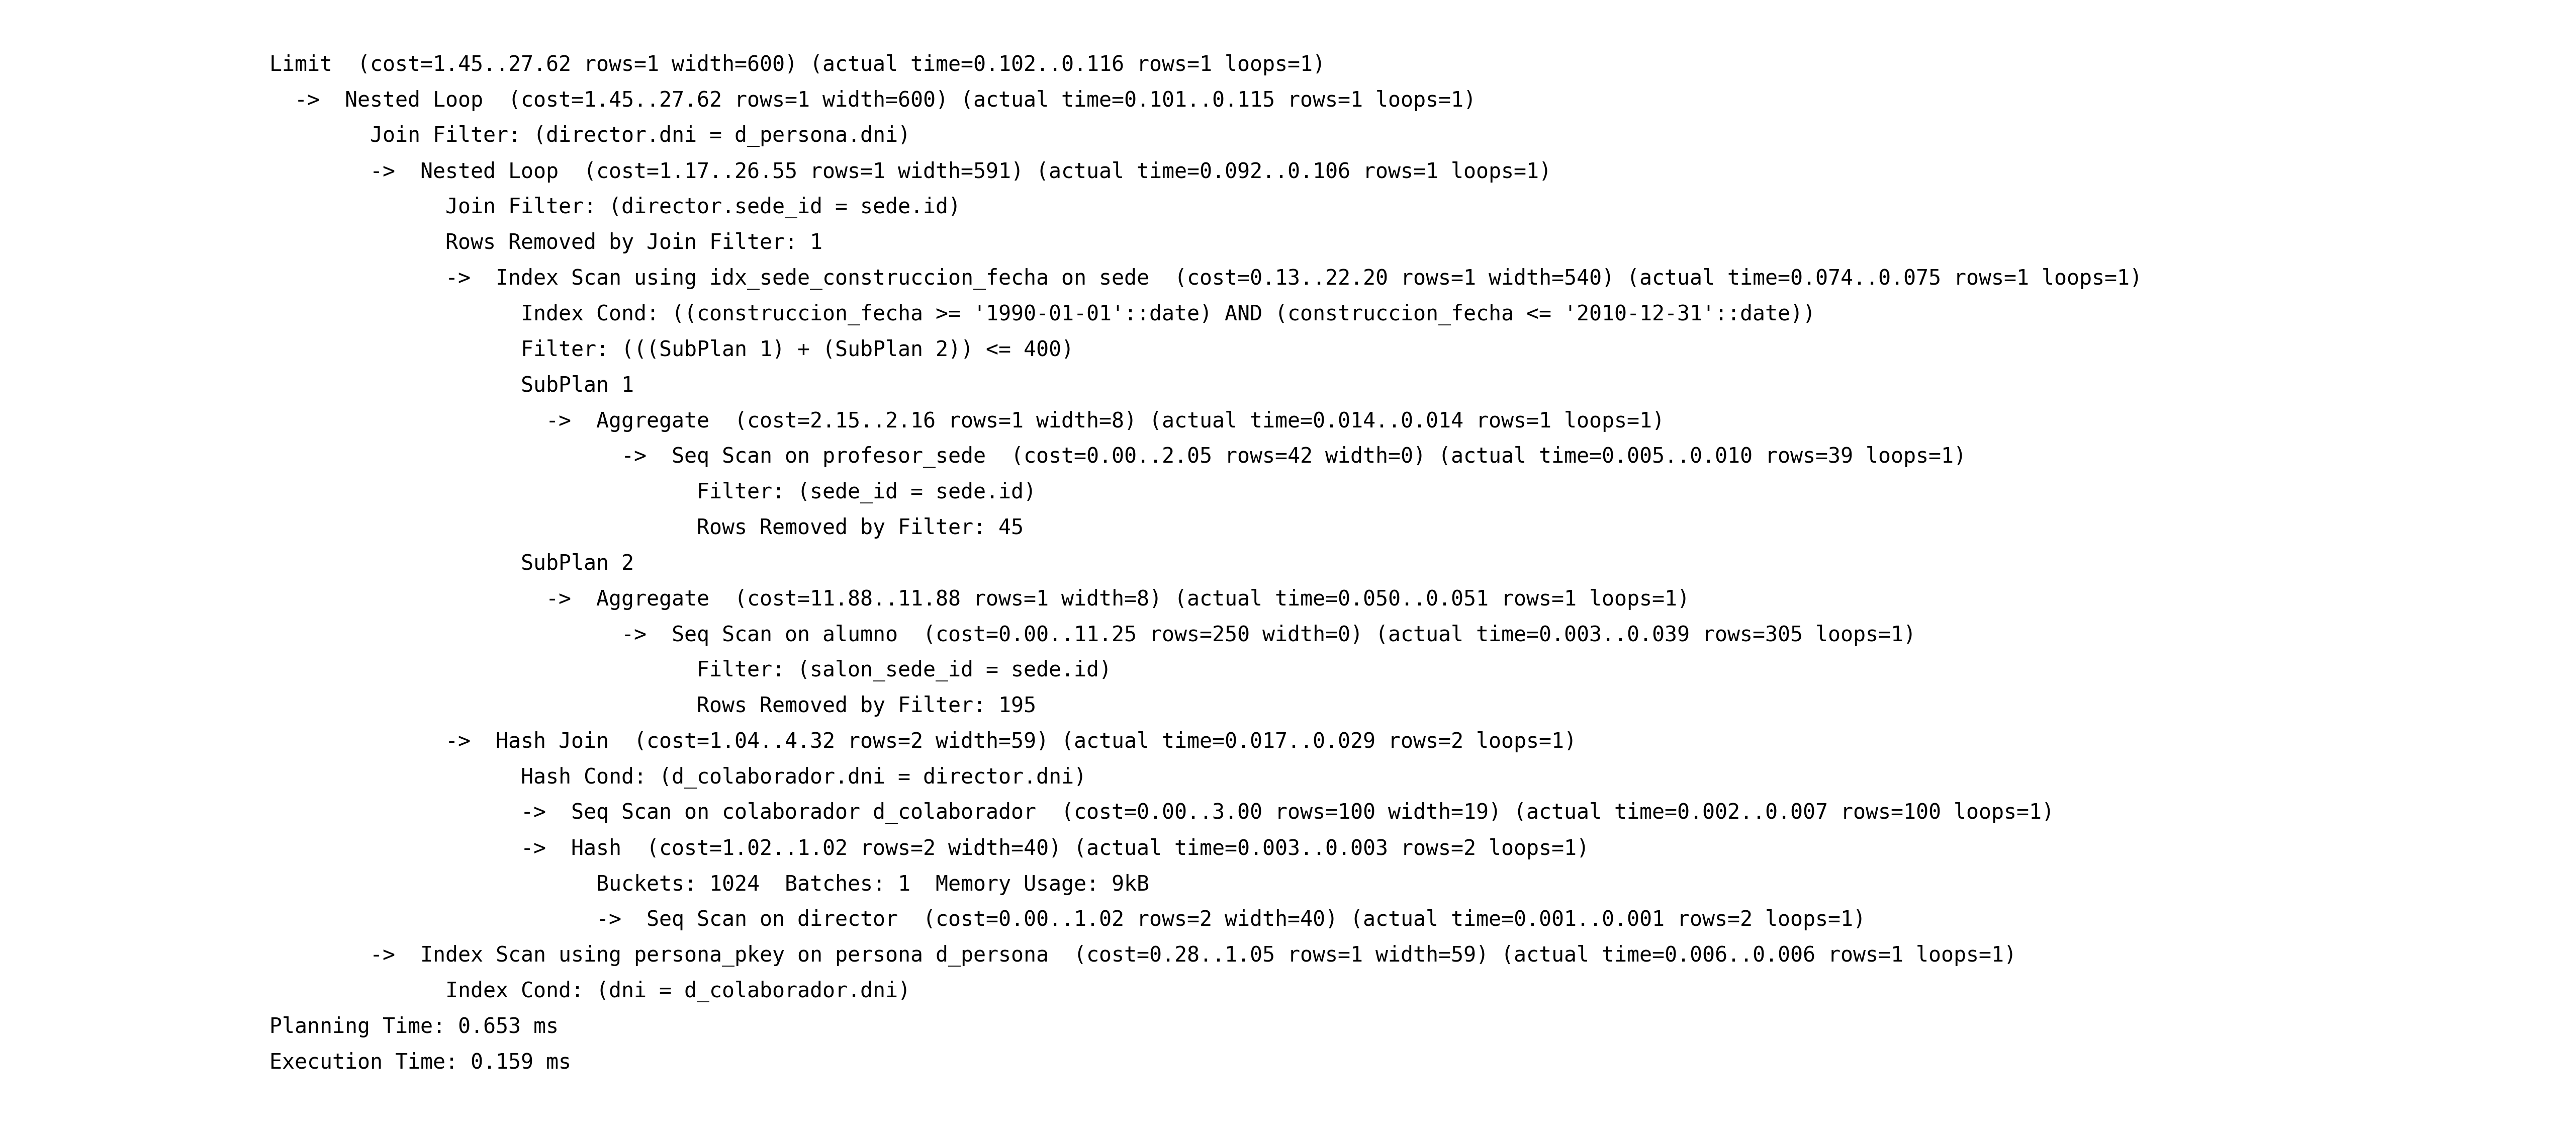 Limit  (cost=1.45..27.62 rows=1 width=600) (actual time=0.102..0.116 rows=1 loops=1)
  ->  Nested Loop  (cost=1.45..27.62 rows=1 width=600) (actual time=0.101..0.115 rows=1 loops=1)
        Join Filter: (director.dni = d_persona.dni)
        ->  Nested Loop  (cost=1.17..26.55 rows=1 width=591) (actual time=0.092..0.106 rows=1 loops=1)
              Join Filter: (director.sede_id = sede.id)
              Rows Removed by Join Filter: 1
              ->  Index Scan using idx_sede_construccion_fecha on sede  (cost=0.13..22.20 rows=1 width=540) (actual time=0.074..0.075 rows=1 loops=1)
                    Index Cond: ((construccion_fecha >= '1990-01-01'::date) AND (construccion_fecha <= '2010-12-31'::date))
                    Filter: (((SubPlan 1) + (SubPlan 2)) <= 400)
                    SubPlan 1
                      ->  Aggregate  (cost=2.15..2.16 rows=1 width=8) (actual time=0.014..0.014 rows=1 loops=1)
                            ->  Seq Scan on profesor_sede  (cost=0.00..2.05 rows=42 width=0) (actual time=0.005..0.010 rows=39 loops=1)
                                  Filter: (sede_id = sede.id)
                                  Rows Removed by Filter: 45
                    SubPlan 2
                      ->  Aggregate  (cost=11.88..11.88 rows=1 width=8) (actual time=0.050..0.051 rows=1 loops=1)
                            ->  Seq Scan on alumno  (cost=0.00..11.25 rows=250 width=0) (actual time=0.003..0.039 rows=305 loops=1)
                                  Filter: (salon_sede_id = sede.id)
                                  Rows Removed by Filter: 195
              ->  Hash Join  (cost=1.04..4.32 rows=2 width=59) (actual time=0.017..0.029 rows=2 loops=1)
                    Hash Cond: (d_colaborador.dni = director.dni)
                    ->  Seq Scan on colaborador d_colaborador  (cost=0.00..3.00 rows=100 width=19) (actual time=0.002..0.007 rows=100 loops=1)
                    ->  Hash  (cost=1.02..1.02 rows=2 width=40) (actual time=0.003..0.003 rows=2 loops=1)
                          Buckets: 1024  Batches: 1  Memory Usage: 9kB
                          ->  Seq Scan on director  (cost=0.00..1.02 rows=2 width=40) (actual time=0.001..0.001 rows=2 loops=1)
        ->  Index Scan using persona_pkey on persona d_persona  (cost=0.28..1.05 rows=1 width=59) (actual time=0.006..0.006 rows=1 loops=1)
              Index Cond: (dni = d_colaborador.dni)
Planning Time: 0.653 ms
Execution Time: 0.159 ms